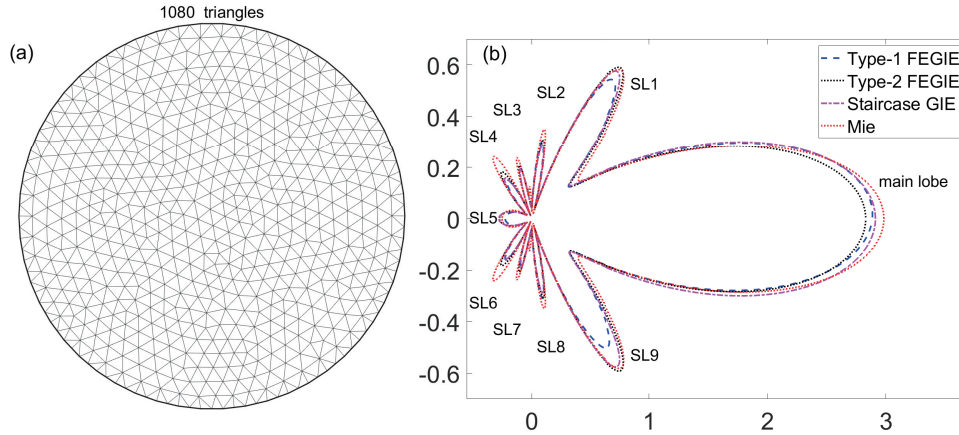 1080 triangles
(a)
(b)
0.6
0.4
0.2
0
-0.2
-0.4
-0.6
0
1
2
3
SL1
SL2
SL3
SL4
SL5
SL6
SL7
SL8
SL9
main lobe
Type-1 FEGIE
Type-2 FEGIE
Staircase GIE
Mie